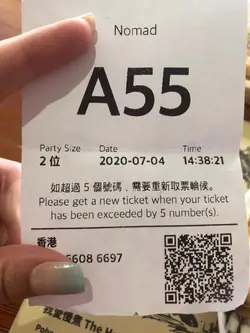 Nomad
A55
Party Size Date Time
2 位 2020-07-04 14:38:21
如超過 5 個號碼，需要重新取票輪候。
Please get a new ticket when your ticket
has been exceeded by 5 number(s).
香港
6608 6697
The